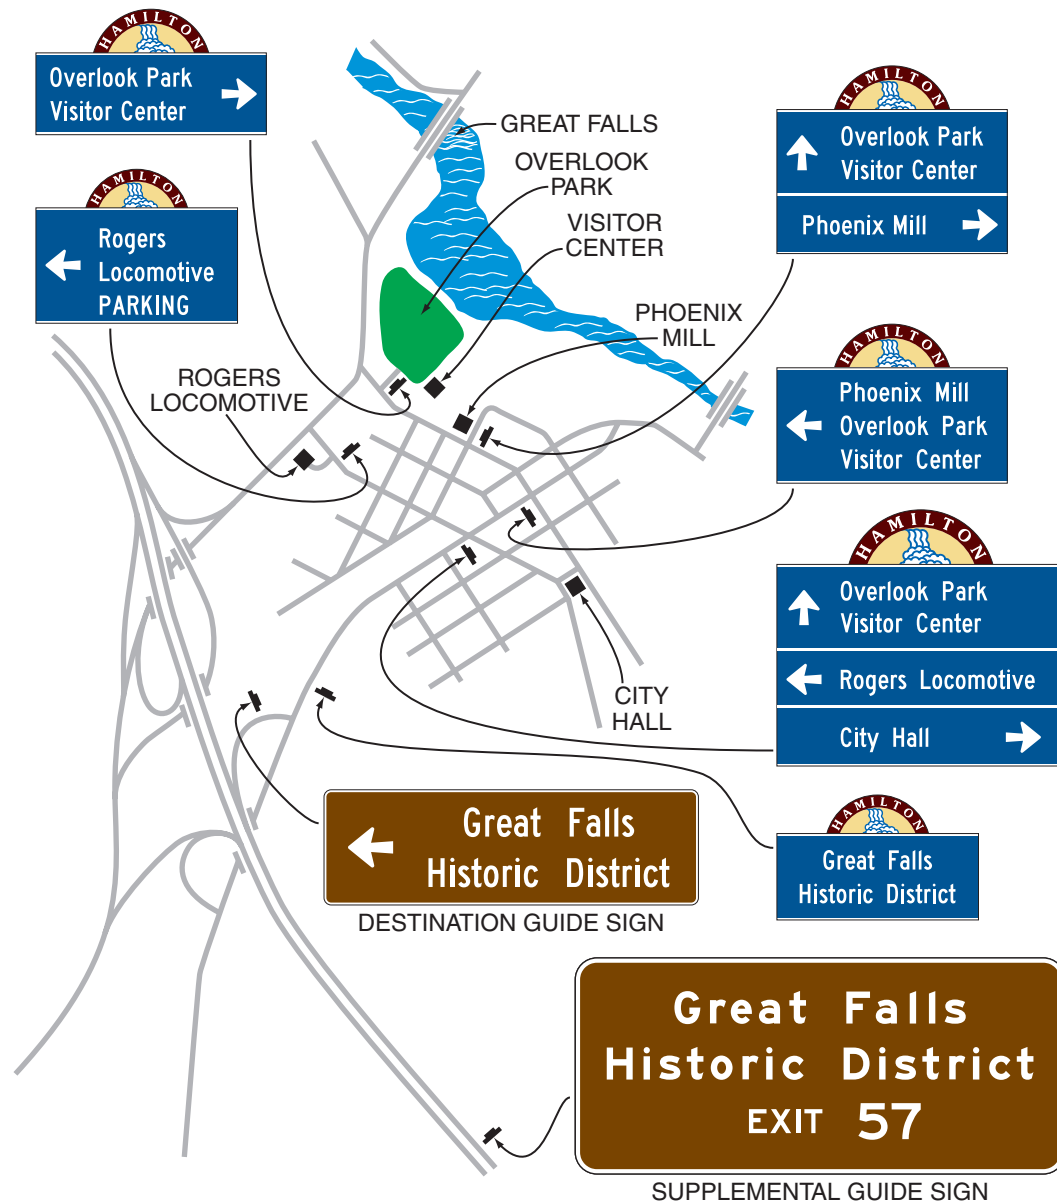 HAMILTON
Overlook Park
Visitor Center
HAMILTON
Rogers
Locomotive
PARKING
GREAT FALLS
OVERLOOK
PARK
VISITOR
CENTER
PHOENIX
MILL
ROGERS
LOCOMOTIVE
CITY
HALL
HAMILTON
Overlook Park
Visitor Center
Phoenix Mill
HAMILTON
Phoenix Mill
Overlook Park
Visitor Center
HAMILTON
Overlook Park
Visitor Center
Rogers Locomotive
City Hall
HAMILTON
Great Falls
Historic District
Great Falls
Historic District
DESTINATION GUIDE SIGN
Great Falls
Historic District
EXIT 57
SUPPLEMENTAL GUIDE SIGN